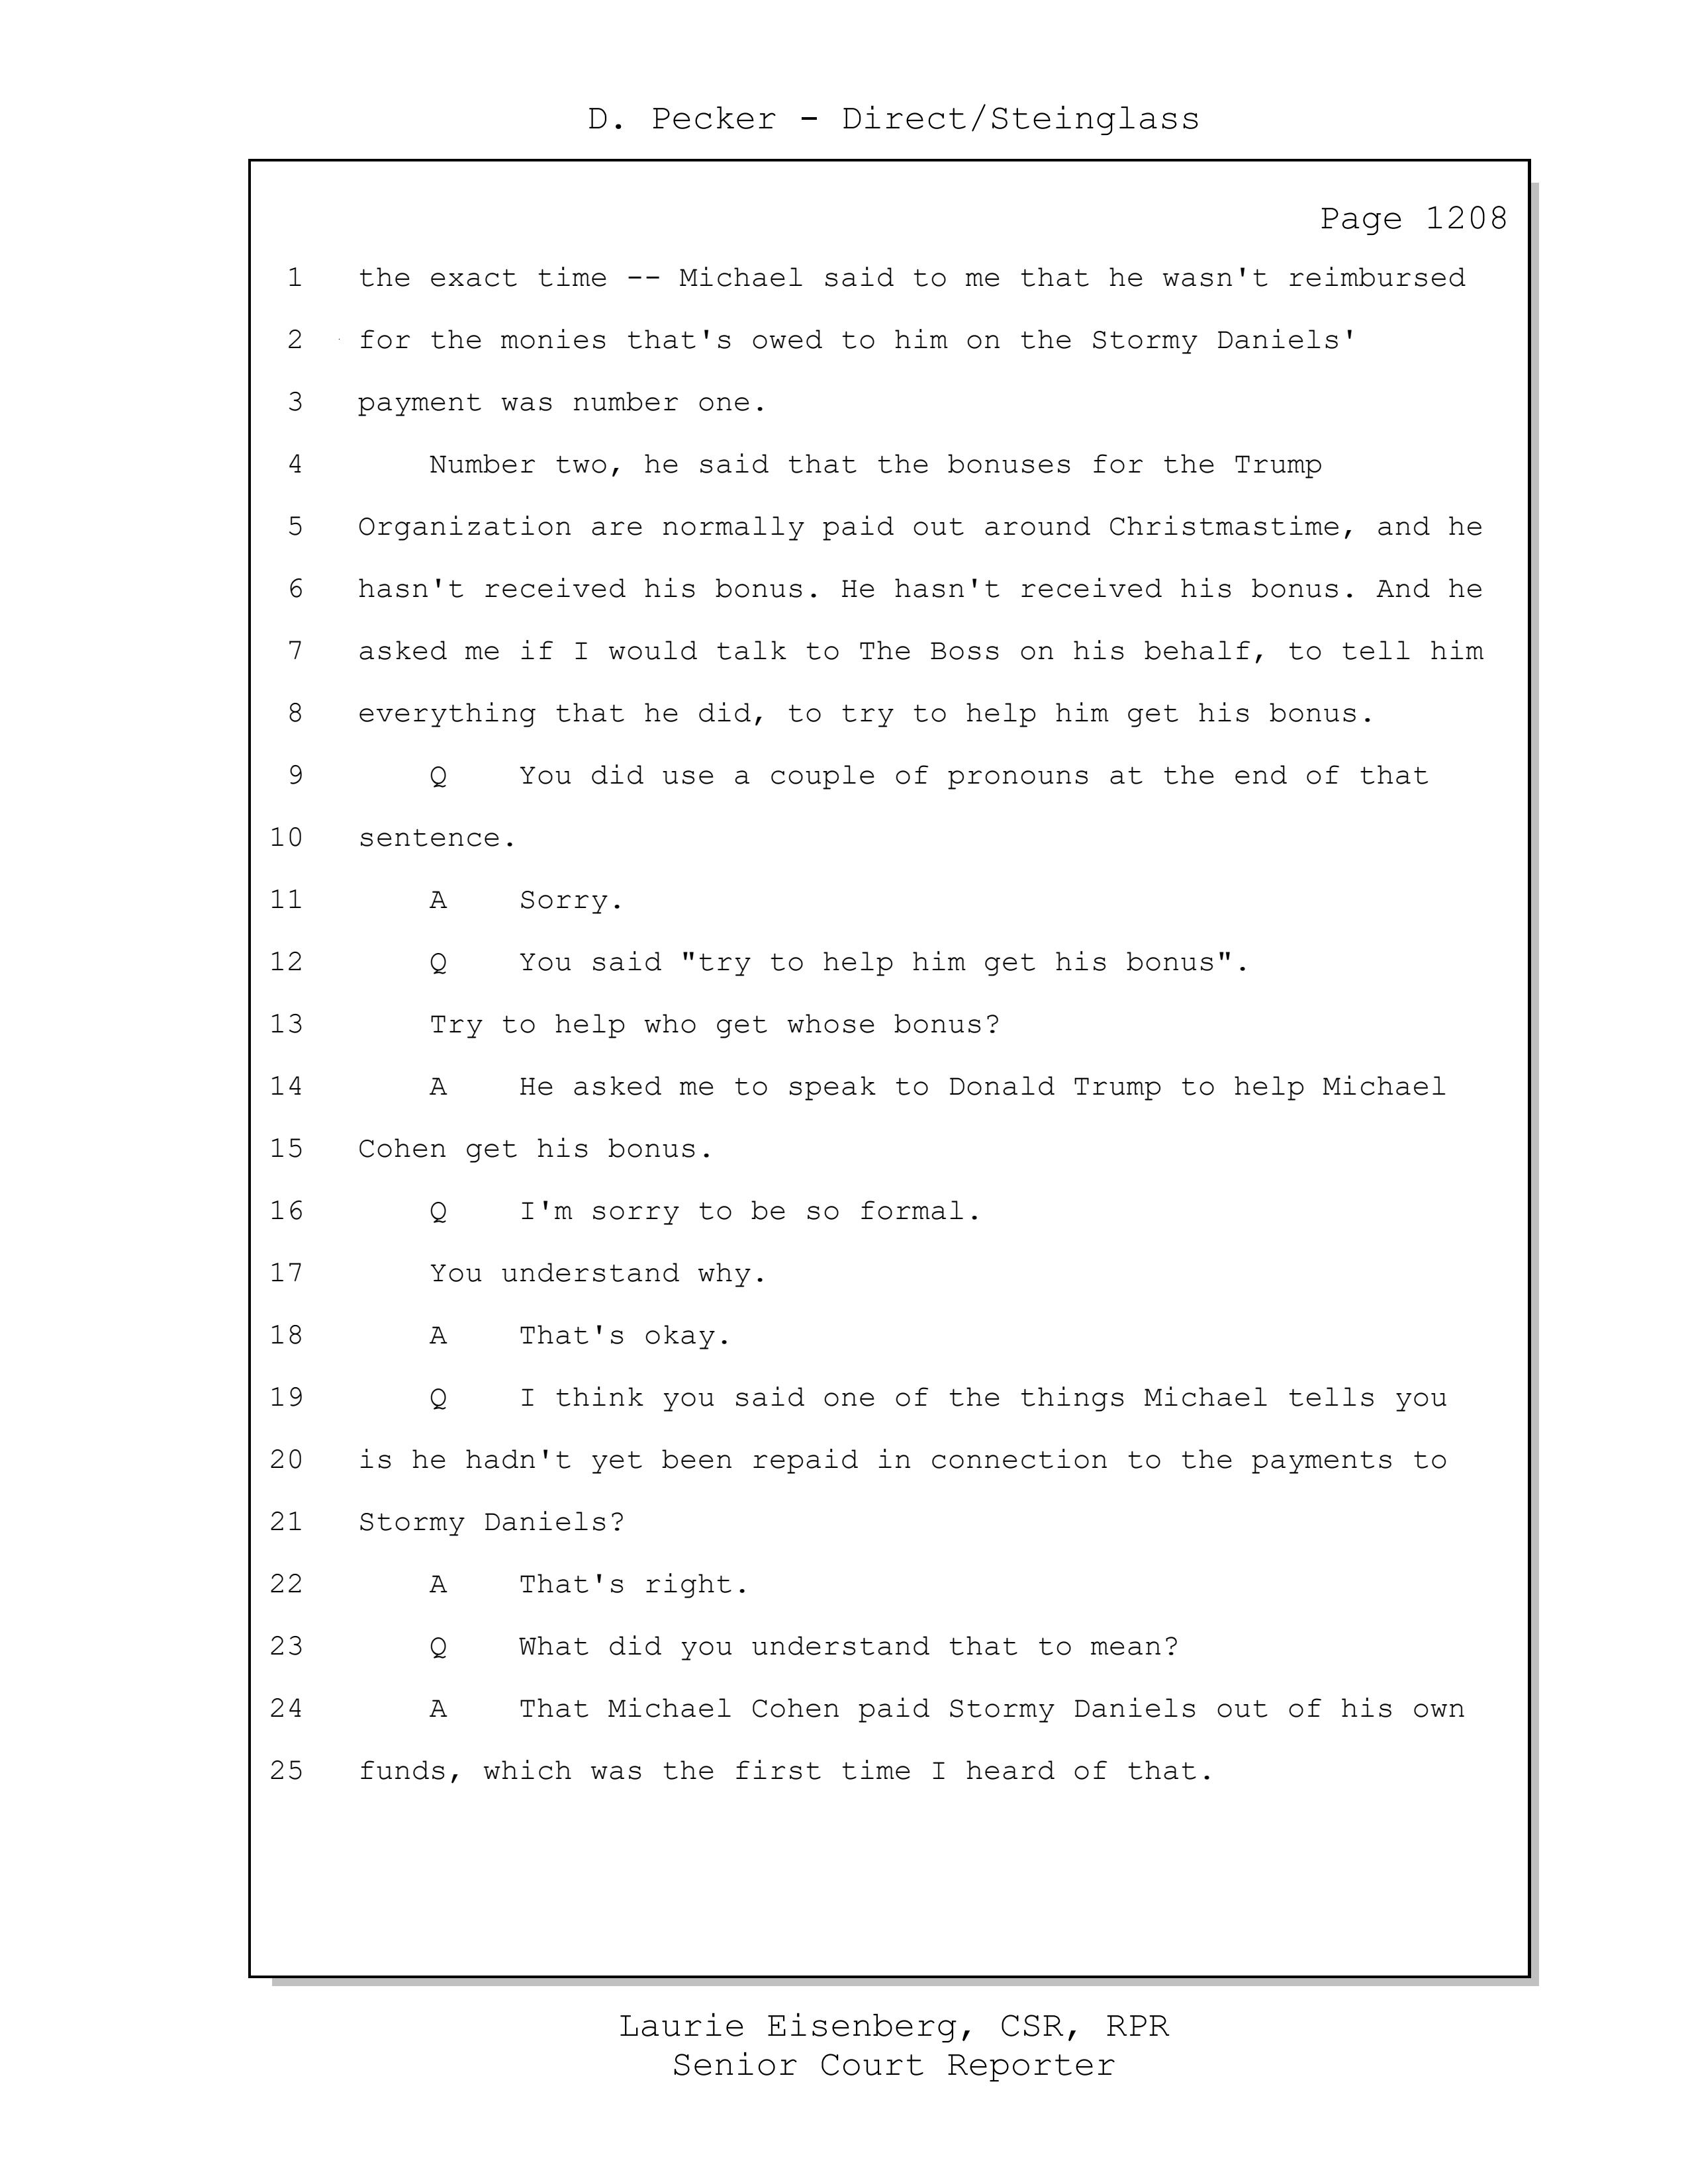 D. Pecker - Direct/Steinglass
Page 1208
1 the exact time -- Michael said to me that he wasn't reimbursed
2 for the monies that's owed to him on the Stormy Daniels'
3 payment was number one.
4 Number two, he said that the bonuses for the Trump
5 Organization are normally paid out around Christmastime, and he
6 hasn't received his bonus. He hasn't received his bonus. And he
7 asked me if I would talk to The Boss on his behalf, to tell him
8 everything that he did, to try to help him get his bonus.
9 Q You did use a couple of pronouns at the end of that
10 sentence.
11 A Sorry.
12 Q You said "try to help him get his bonus".
13 Try to help who get whose bonus?
14 A He asked me to speak to Donald Trump to help Michael
15 Cohen get his bonus.
16 Q I'm sorry to be so formal.
17 You understand why.
18 A That's okay.
19 Q I think you said one of the things Michael tells you
20 is he hadn't yet been repaid in connection to the payments to
21 Stormy Daniels?
22 A That's right.
23 Q What did you understand that to mean?
24 A That Michael Cohen paid Stormy Daniels out of his own
25 funds, which was the first time I heard of that.
Laurie Eisenberg, CSR, RPR
Senior Court Reporter